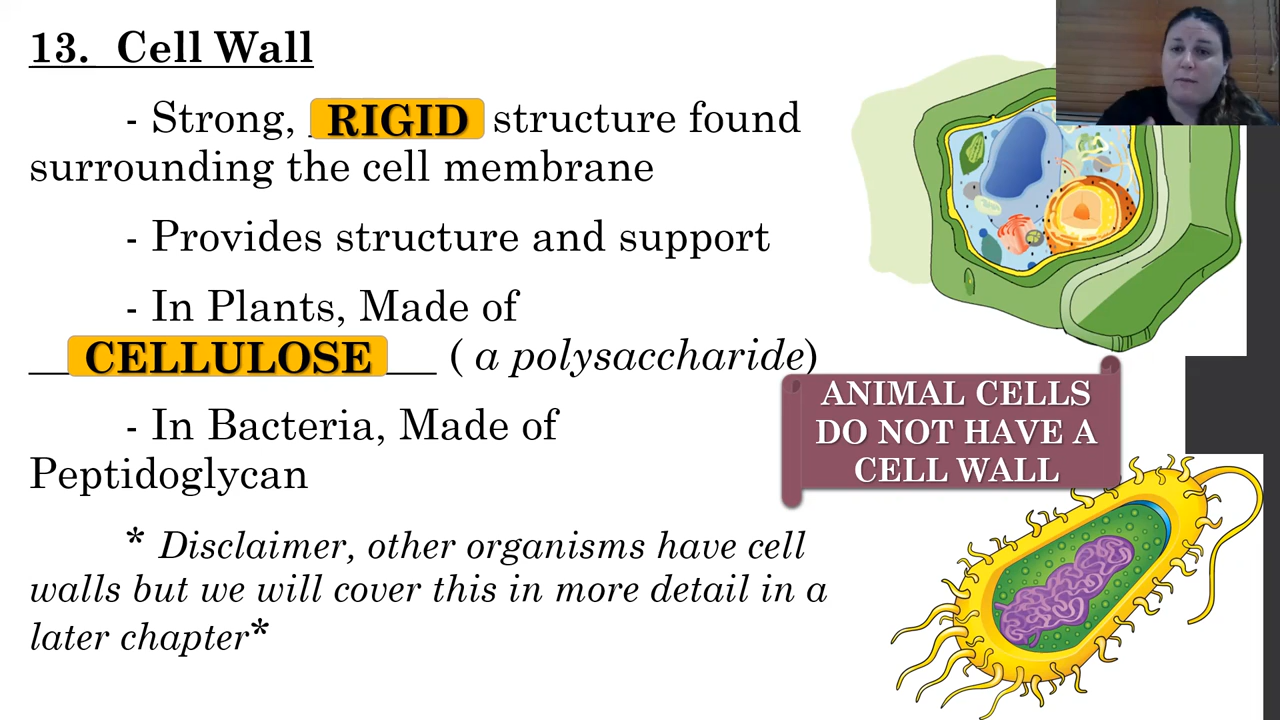 13. Cell Wall
- Strong, RIGID structure found
surrounding the cell membrane
- Provides structure and support
- In Plants, Made of
__CELLULOSE__ ( a polysaccharide)
- In Bacteria, Made of
Peptidoglycan
* Disclaimer, other organisms have cell
walls but we will cover this in more detail in a
later chapter*
ANIMAL CELLS
DO NOT HAVE A
CELL WALL